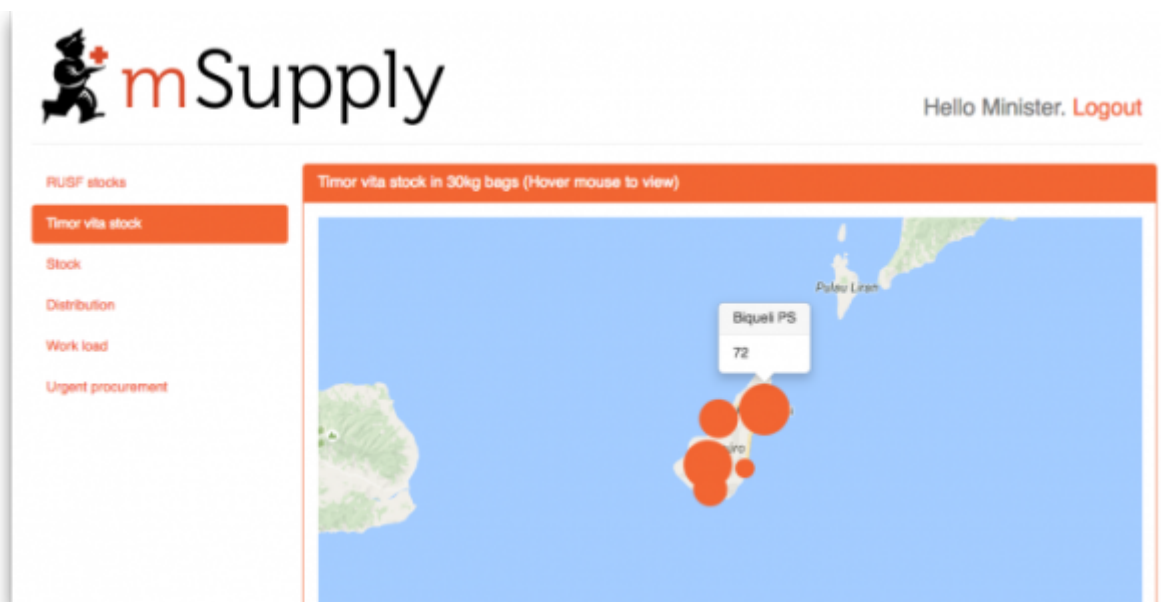 mSupply
Hello Minister. Logout
RUSF stocks
Timor vita stock
Stock
Distribution
Work load
Urgent procurement
Timor vita stock in 30kg bags (Hover mouse to view)
Pulau Liran
Biqueli PS
72